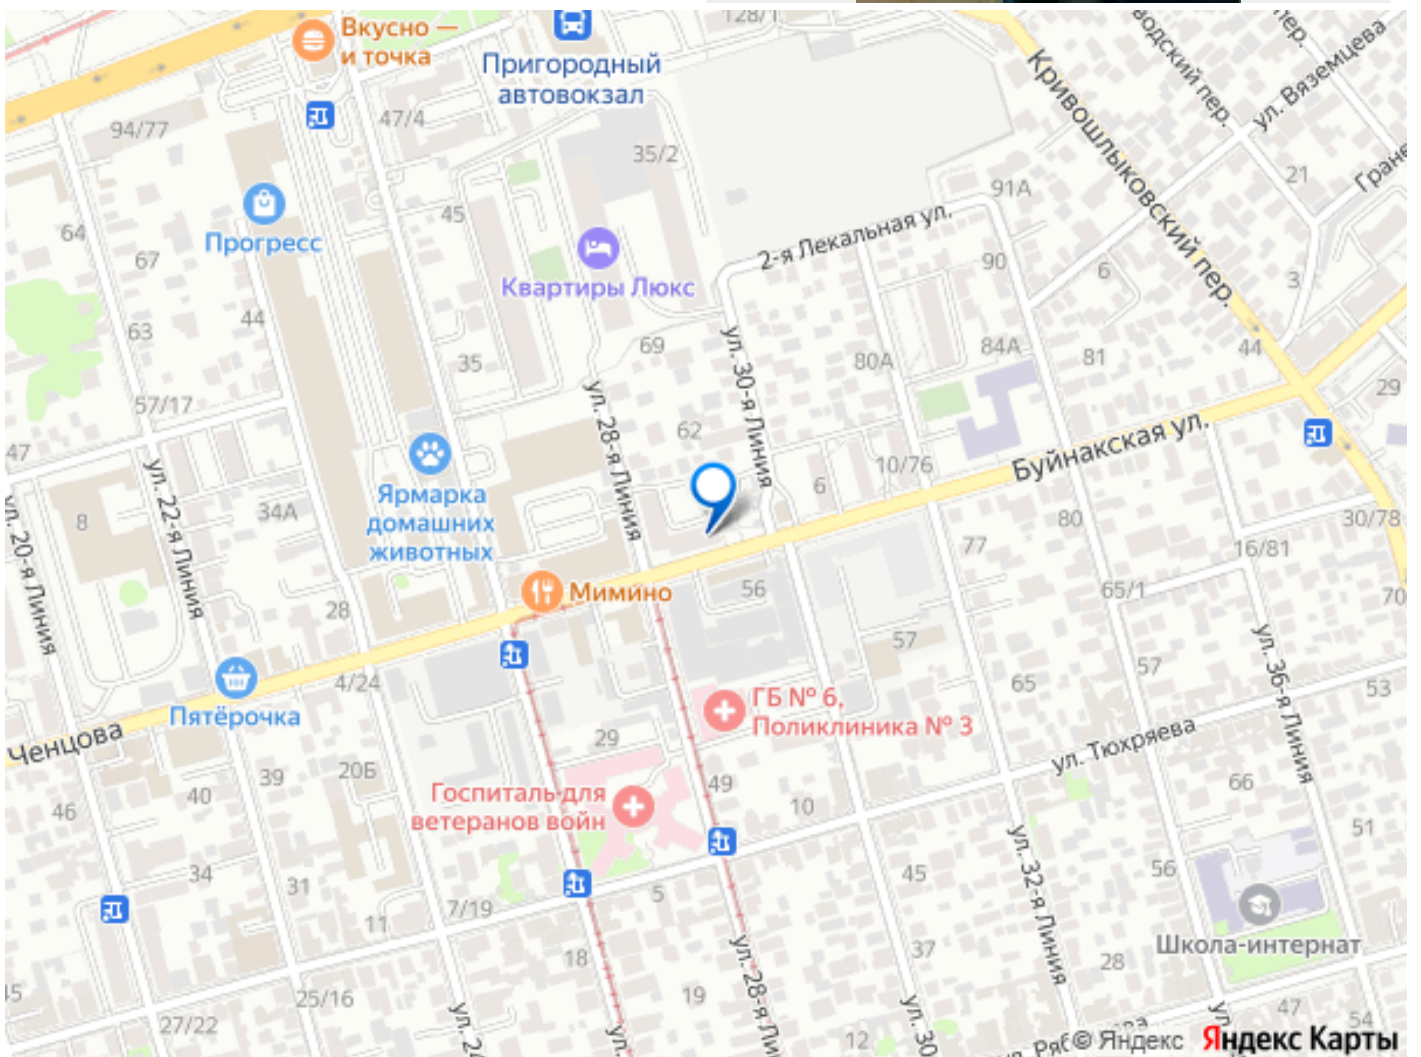 128/1
Вкусно —
и точка
Пригородный
автовокзал
водский пер.
пер.
ул. Вяземцева
Кривошлыковский пер.
94/77
47/4
35/2
21
91А
45
64
Прогресс
67
2-я Лекальная ул.
90
6
3
Квартиры Люкс
44
63
35
69
ул. 30-я Линия
80А
84А
81
44
29
57/17
ул. 28-я Линия
62
47
Буйнакская ул.
10/76
6
ул. 22-я Линия
Ярмарка
домашних
животных
8
34А
ул. 20-я Линия
80
30/78
77
16/81
Мимино
56
65/1
70
28
57
57
ул. 36-я Линия
4/24
65
53
Пятёрочка
ГБ № 6,
Поликлиника № 3
Ченцова
29
ул. Тюхряева
39
20Б
40
46
Госпиталь для
ветеранов войн
49
10
66
51
34
31
45
ул. 32-я Линия
56
5
7/19
11
18
37
Школа-интернат
28
25/16
19
ул. 28-я Ли
27/22
ул. 24
ул.
ул. 30
12
47
54
© Яндекс
Яндекс Карты